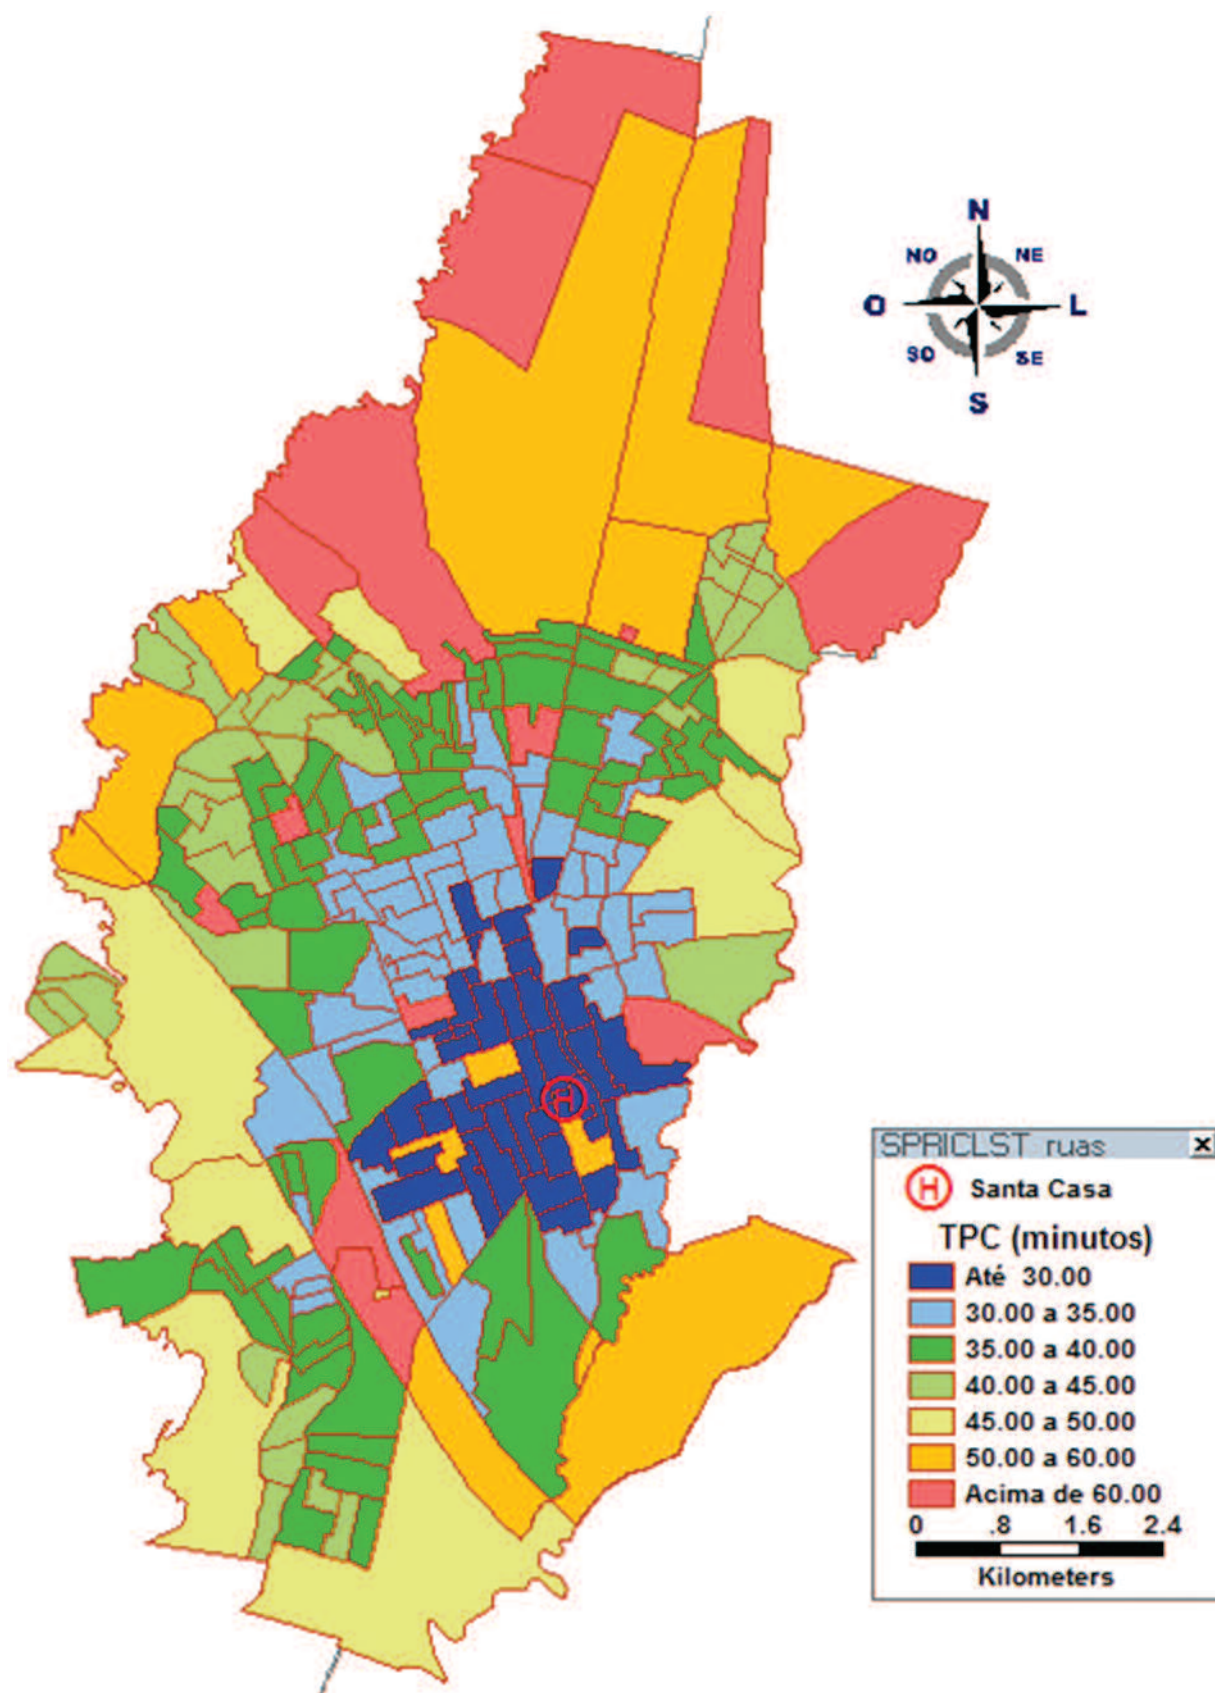 N
NO NE
O L
SO SE
S
SPRICLST ruas x
H Santa Casa
TPC (minutos)
Até 30.00
30.00 a 35.00
35.00 a 40.00
40.00 a 45.00
45.00 a 50.00
50.00 a 60.00
Acima de 60.00
0 .8 1.6 2.4
Kilometers
H